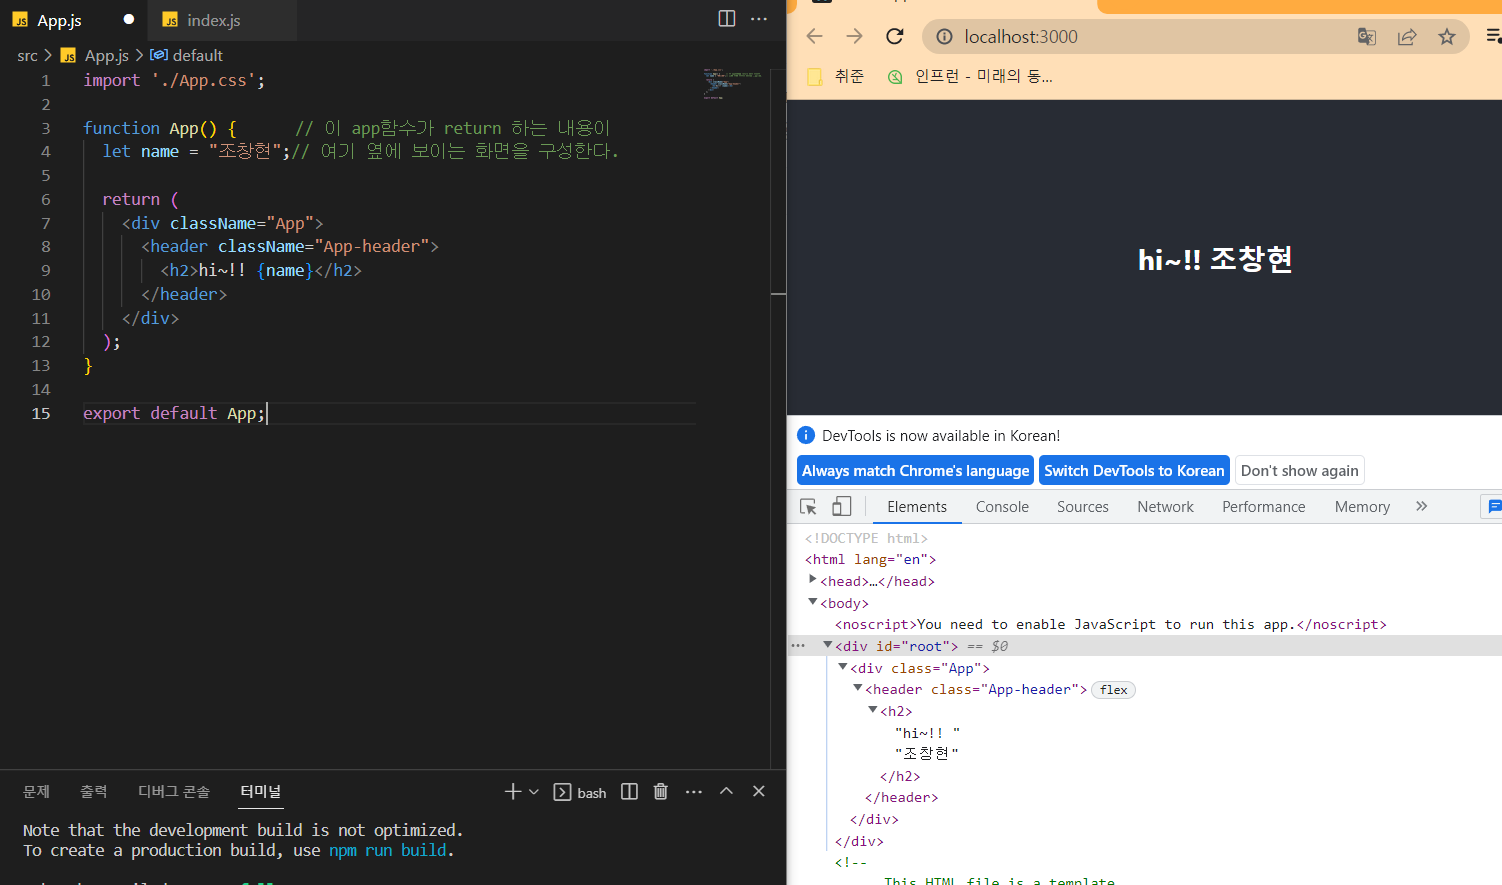 JS App.js
JS index.js
src > JS App.js > default
1 import './App.css';
2
3 function App() {      // 이 app함수가 return 하는 내용이
4   let name = "조창현";// 여기 옆에 보이는 화면을 구성한다.
5
6   return (
7     <div className="App">
8       <header className="App-header">
9         <h2>hi~!! {name}</h2>
10       </header>
11     </div>
12   );
13 }
14
15 export default App;
문제 출력 디버그 콘솔 터미널
bash
Note that the development build is not optimized.
To create a production build, use npm run build.
localhost:3000
취준
인프런 - 미래의 동...
hi~!! 조창현
DevTools is now available in Korean!
Always match Chrome's language Switch DevTools to Korean Don't show again
Elements Console Sources Network Performance Memory »
<!DOCTYPE html>
<html lang="en">
<head>…</head>
<body>
<noscript>You need to enable JavaScript to run this app.</noscript>
<div id="root"> == $0
<div class="App">
<header class="App-header"> flex
<h2>
"hi~!! "
"조창현"
</h2>
</header>
</div>
</div>
<!--
This HTML file is a template.